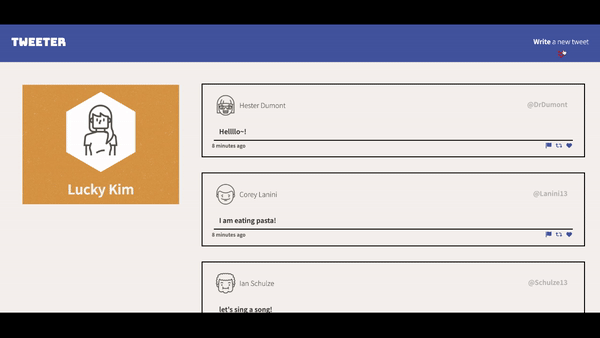 TWEETER
Write a new tweet
Lucky Kim
Hester Dumont
@DrDumont
Helllo~!
8 minutes ago
Corey Lanini
@Lanini13
I am eating pasta!
8 minutes ago
Ian Schulze
@Schulze13
let's sing a song!